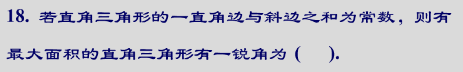 18. 若直角三角形的一直角边与斜边之和为常数，则有
最大面积的直角三角形有一锐角为（　）.